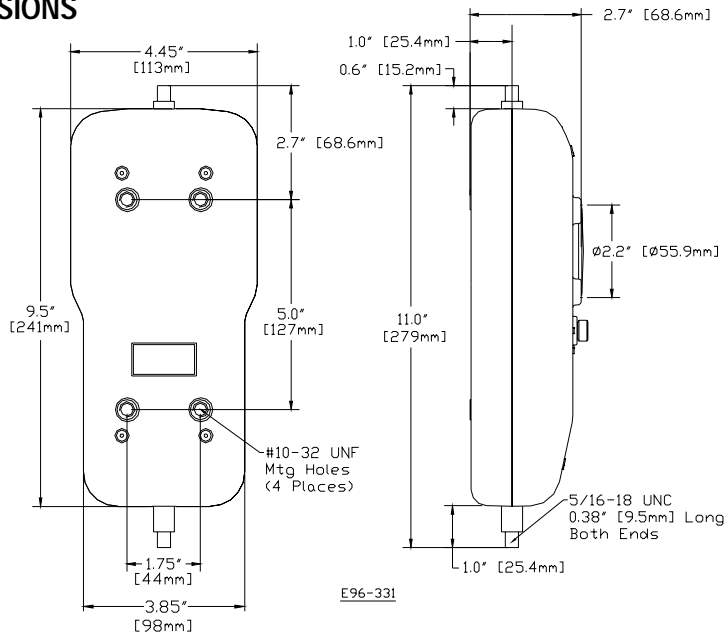 SIONS
4.45"
[113mm]
2.7" [68.6mm]
9.5"
[241mm]
5.0"
[127mm]
#10-32 UNF
Mtg Holes
(4 Places)
1.75"
[44mm]
3.85"
[98mm]
2.7" [68.6mm]
1.0" [25.4mm]
0.6" [15.2mm]
ø2.2" [ø55.9mm]
11.0"
[279mm]
5/16-18 UNC
0.38" [9.5mm] Long
Both Ends
1.0" [25.4mm]
E96-331